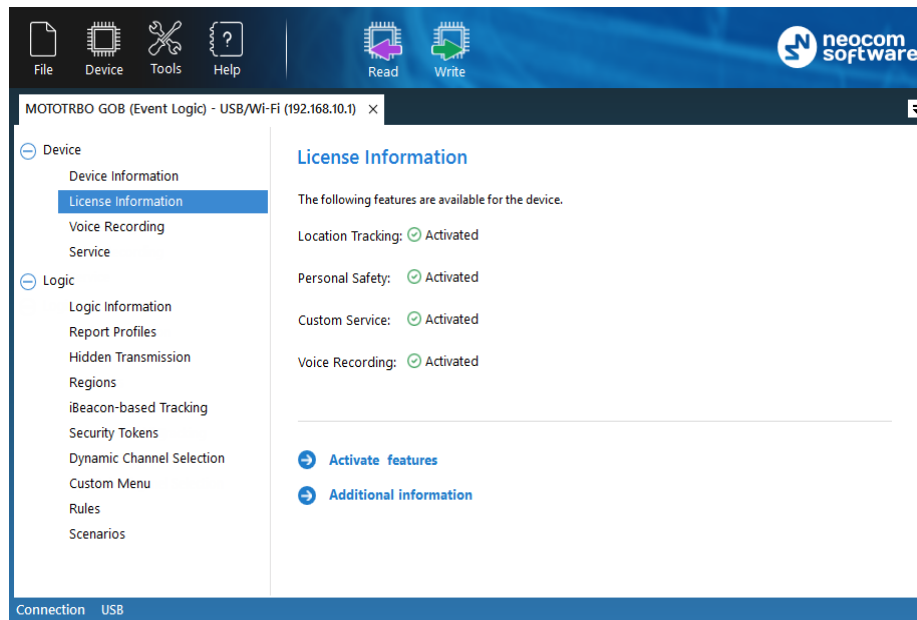 File Device Tools Help Read Write
neocom
software
MOTOTRBO GOB (Event Logic) - USB/Wi-Fi (192.168.10.1) ×
Device
Device Information
License Information
Voice Recording
Service
Logic
Logic Information
Report Profiles
Hidden Transmission
Regions
iBeacon-based Tracking
Security Tokens
Dynamic Channel Selection
Custom Menu
Rules
Scenarios
License Information
The following features are available for the device.
Location Tracking: Activated
Personal Safety: Activated
Custom Service: Activated
Voice Recording: Activated
Activate features
Additional information
Connection USB